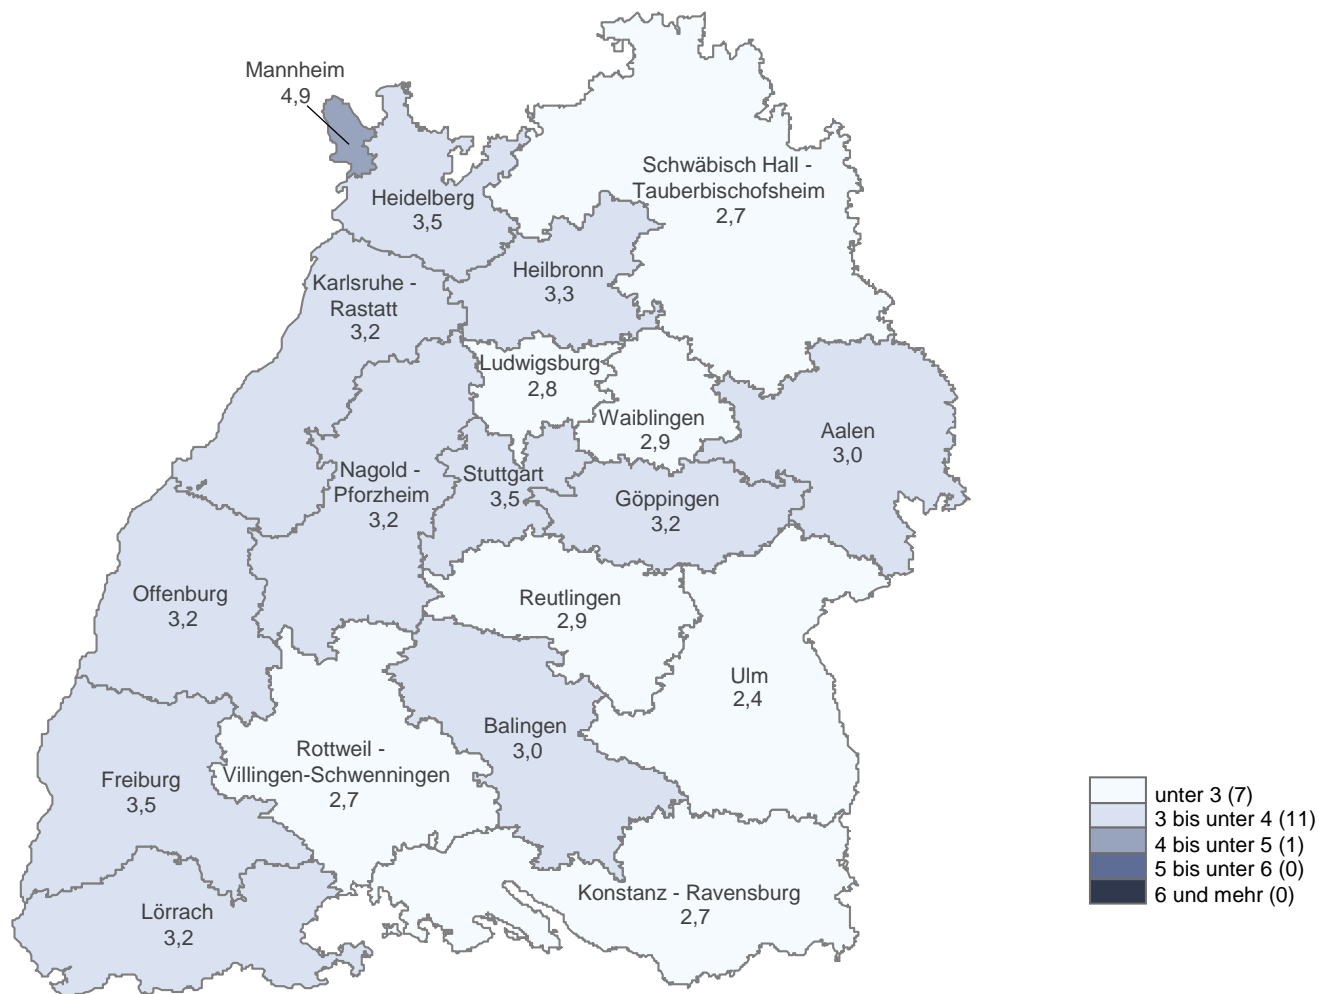 Mannheim
4,9
Schwäbisch Hall -
Tauberbischofsheim
2,7
Heidelberg
3,5
Heilbronn
3,3
Karlsruhe -
Rastatt
3,2
Ludwigsburg
2,8
Waiblingen
2,9
Aalen
3,0
Nagold -
Pforzheim
3,2
Stuttgart
3,5
Göppingen
3,2
Offenburg
3,2
Reutlingen
2,9
Ulm
2,4
Balingen
3,0
Rottweil -
Villingen-Schwenningen
2,7
Freiburg
3,5
Konstanz - Ravensburg
2,7
Lörrach
3,2
unter 3 (7)
3 bis unter 4 (11)
4 bis unter 5 (1)
5 bis unter 6 (0)
6 und mehr (0)